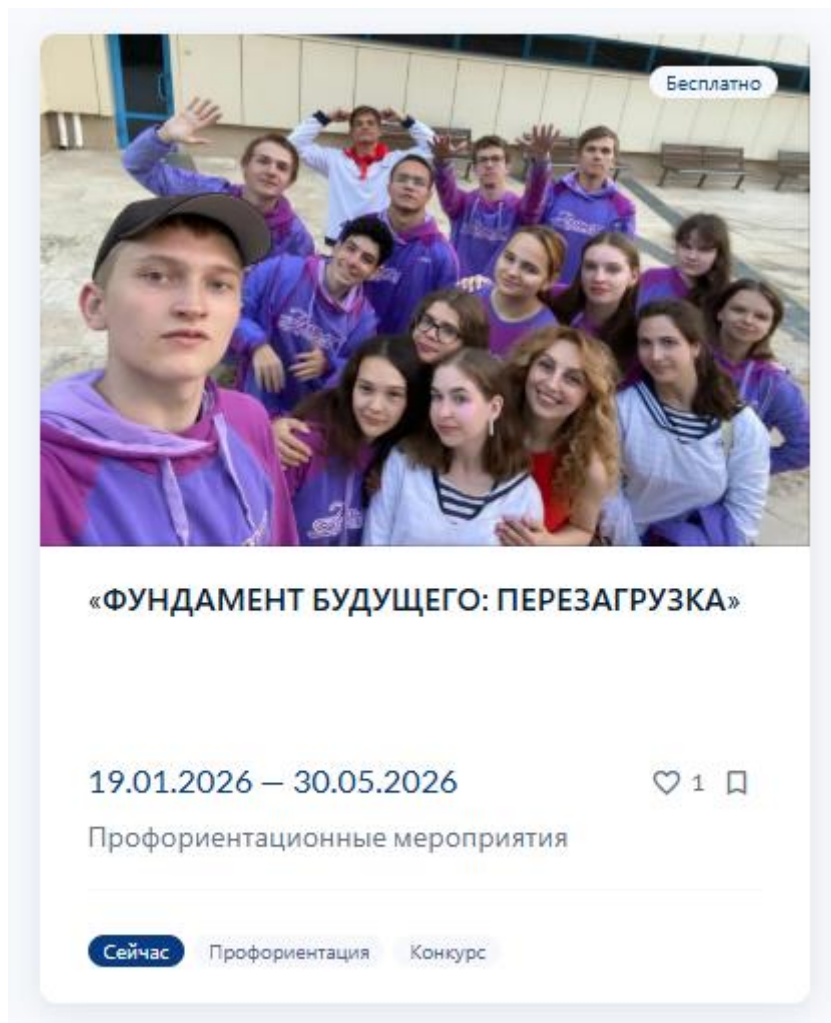 Бесплатно
«ФУНДАМЕНТ БУДУЩЕГО: ПЕРЕЗАГРУЗКА»
19.01.2026 — 30.05.2026
1
Профориентационные мероприятия
Сейчас
Профориентация
Конкурс